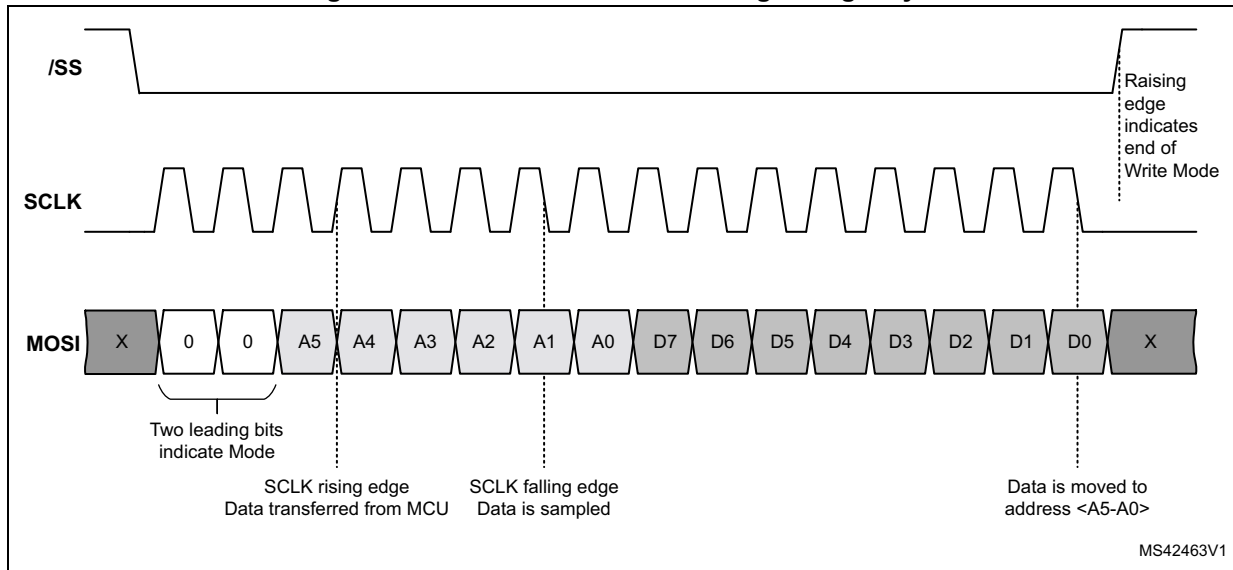 /SS
Raising
edge
indicates
end of
Write Mode
SCLK
MOSI X 0 0 A5 A4 A3 A2 A1 A0 D7 D6 D5 D4 D3 D2 D1 D0 X
Two leading bits
indicate Mode
SCLK rising edge
Data transferred from MCU
SCLK falling edge
Data is sampled
Data is moved to
address <A5-A0>
MS42463V1